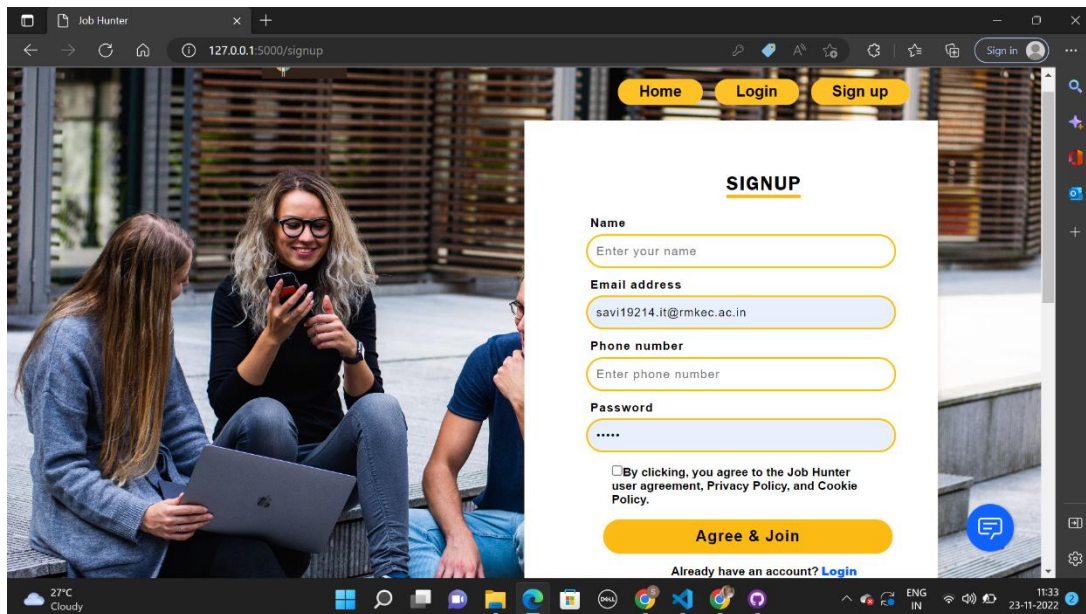 Job Hunter
127.0.0.1:5000/signup
Sign in
Home
Login
Sign up
SIGNUP
Name
Enter your name
Email address
savi19214.it@rmkec.ac.in
Phone number
Enter phone number
Password
•••••
By clicking, you agree to the Job Hunter
user agreement, Privacy Policy, and Cookie
Policy.
Agree & Join
Already have an account? Login
27°C
Cloudy
DELL
ENG
IN
11:33
23-11-2022
2